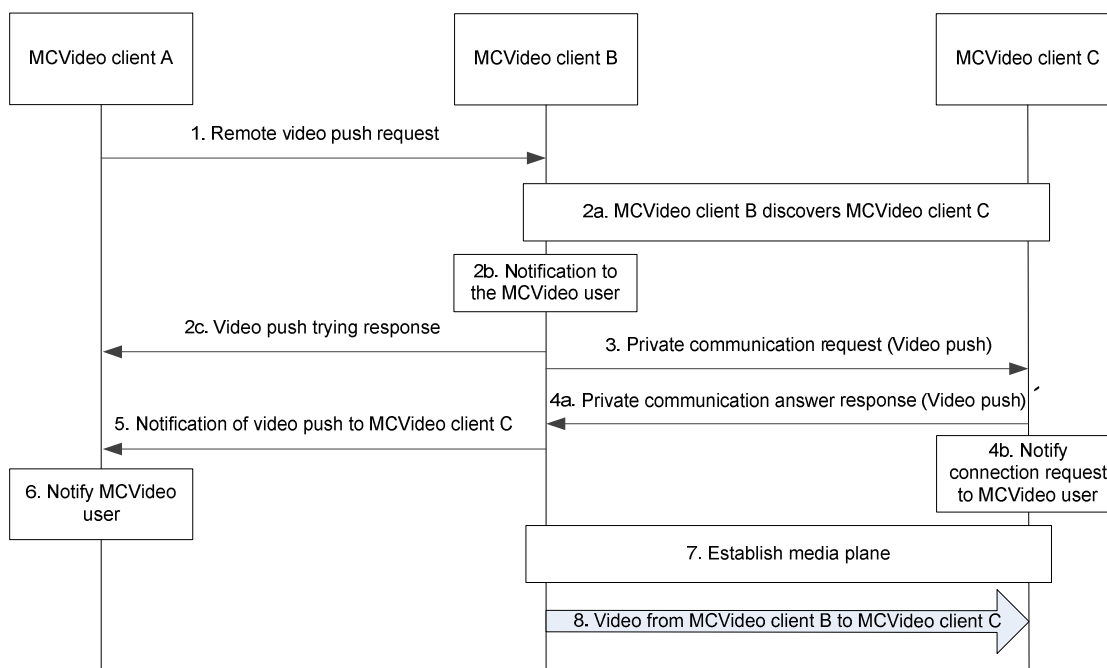 MCVideo client A
MCVideo client B
MCVideo client C
1. Remote video push request
2a. MCVideo client B discovers MCVideo client C
2b. Notification to
the MCVideo user
2c. Video push trying response
3. Private communication request (Video push)
4a. Private communication answer response (Video push)
5. Notification of video push to MCVideo client C
4b. Notify
connection request
to MCVideo user
6. Notify MCVideo
user
7. Establish media plane
8. Video from MCVideo client B to MCVideo client C